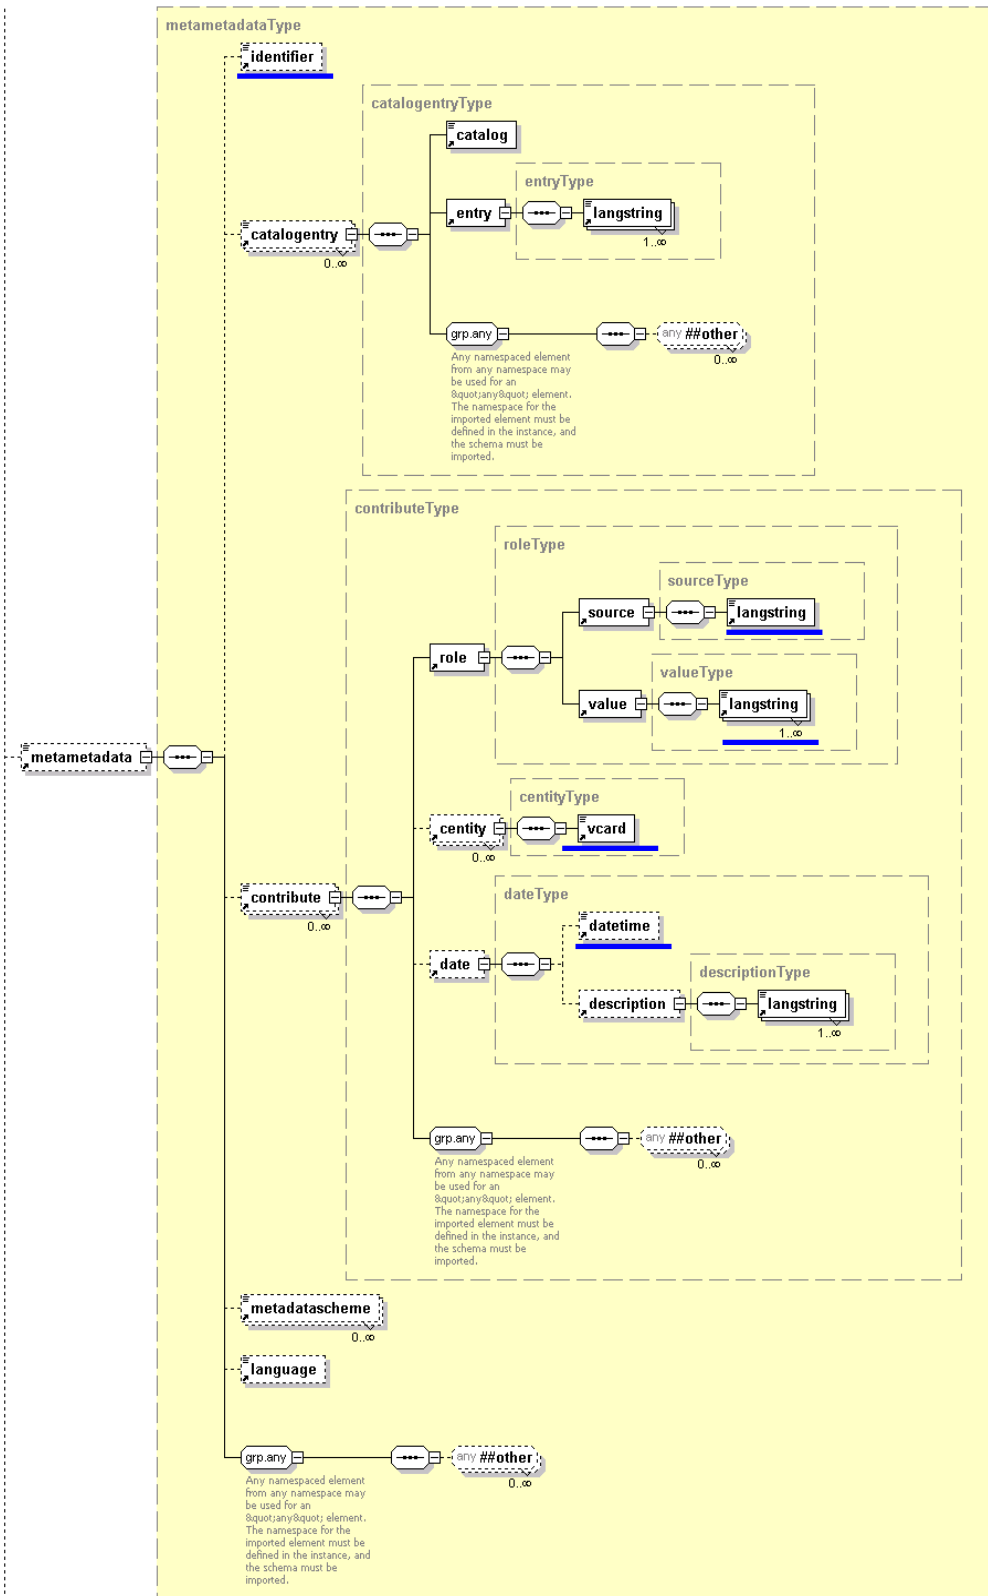 metametadataType
identifier
catalogentryType
catalog
entryType
entry
langstring
1..∞
catalogentry
0..∞
grp.any
any ##other
0..∞
Any namespaced element
from any namespace may
be used for an
&quot;any&quot; element.
The namespace for the
imported element must be
defined in the instance, and
the schema must be
imported.
contributeType
roleType
sourceType
source
langstring
role
valueType
value
langstring
1..∞
metametadata
centityType
centity
vcard
0..∞
dateType
contribute
0..∞
datetime
date
descriptionType
description
langstring
1..∞
grp.any
any ##other
0..∞
Any namespaced element
from any namespace may
be used for an
&quot;any&quot; element.
The namespace for the
imported element must be
defined in the instance, and
the schema must be
imported.
metadatascheme
0..∞
language
grp.any
any ##other
0..∞
Any namespaced element
from any namespace may
be used for an
&quot;any&quot; element.
The namespace for the
imported element must be
defined in the instance, and
the schema must be
imported.